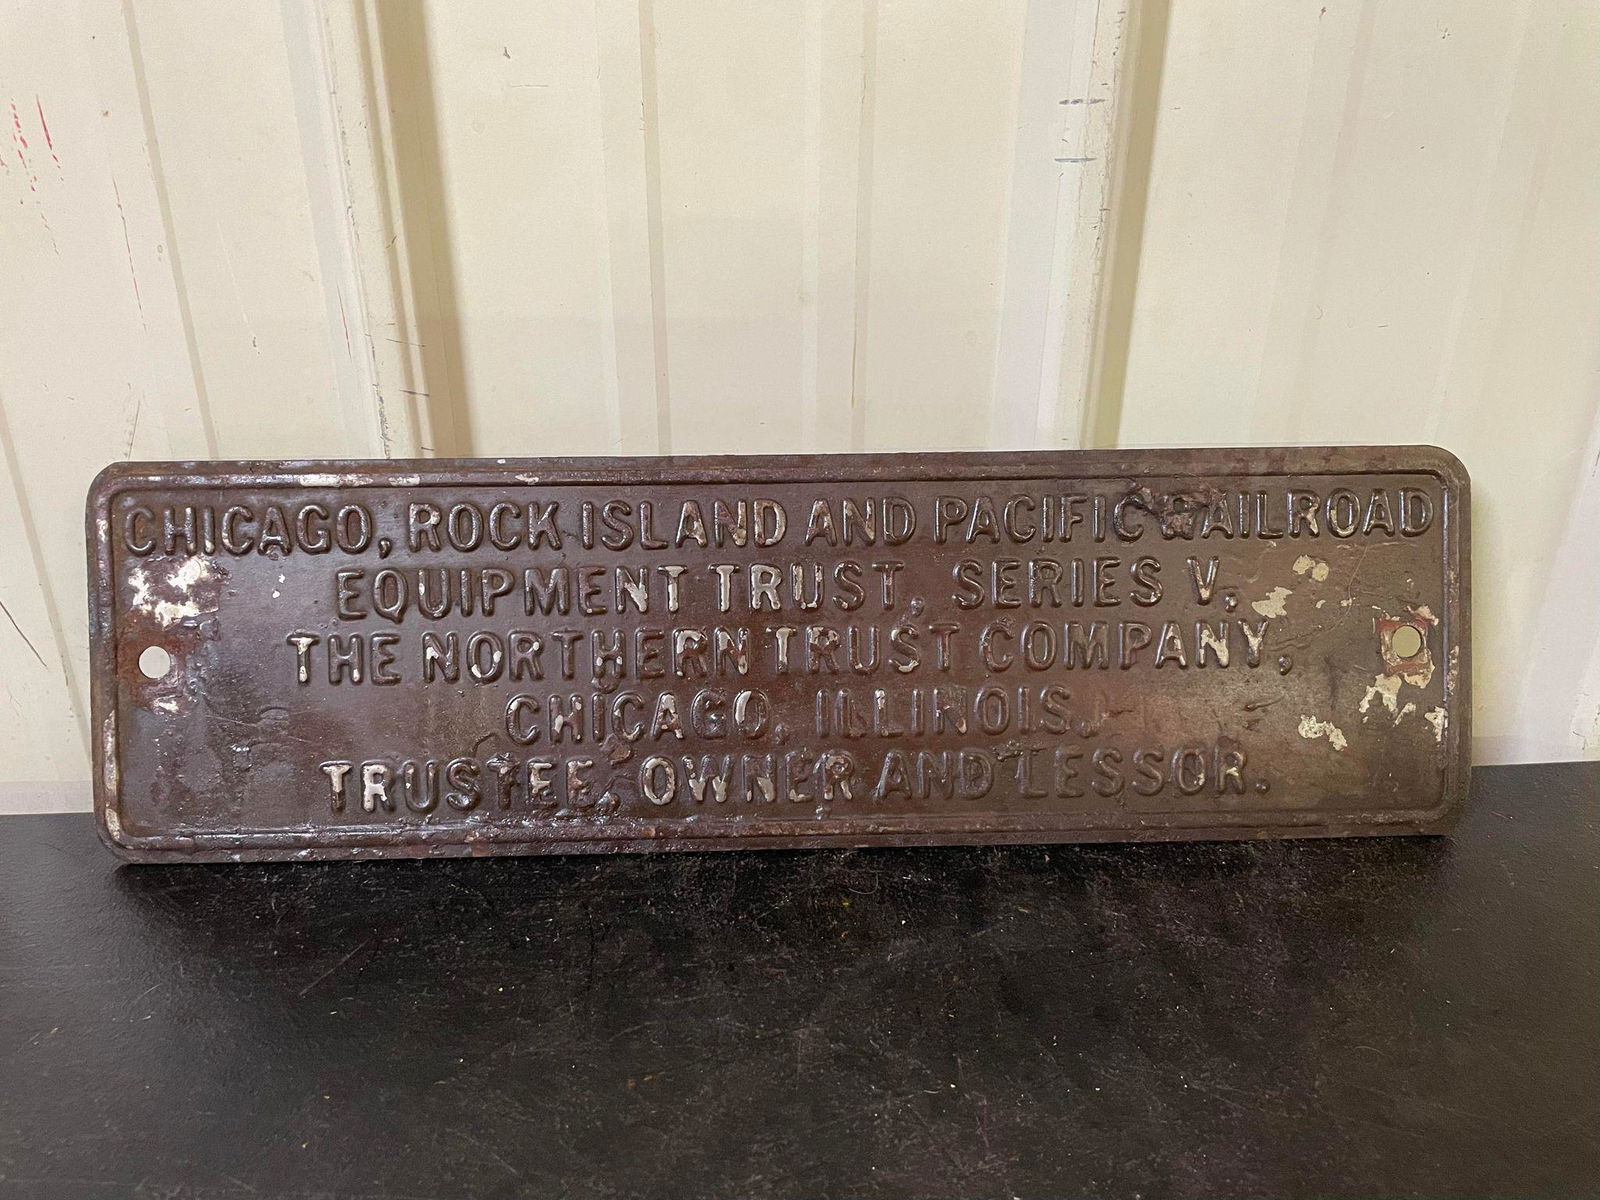 CHICAGO, ROCK ISLAND AND PACIFIC RAILROAD
EQUIPMENT TRUST, SERIES V,
THE NORTHERN TRUST COMPANY,
CHICAGO, ILLINOIS,
TRUSTEE, OWNER AND LESSOR.